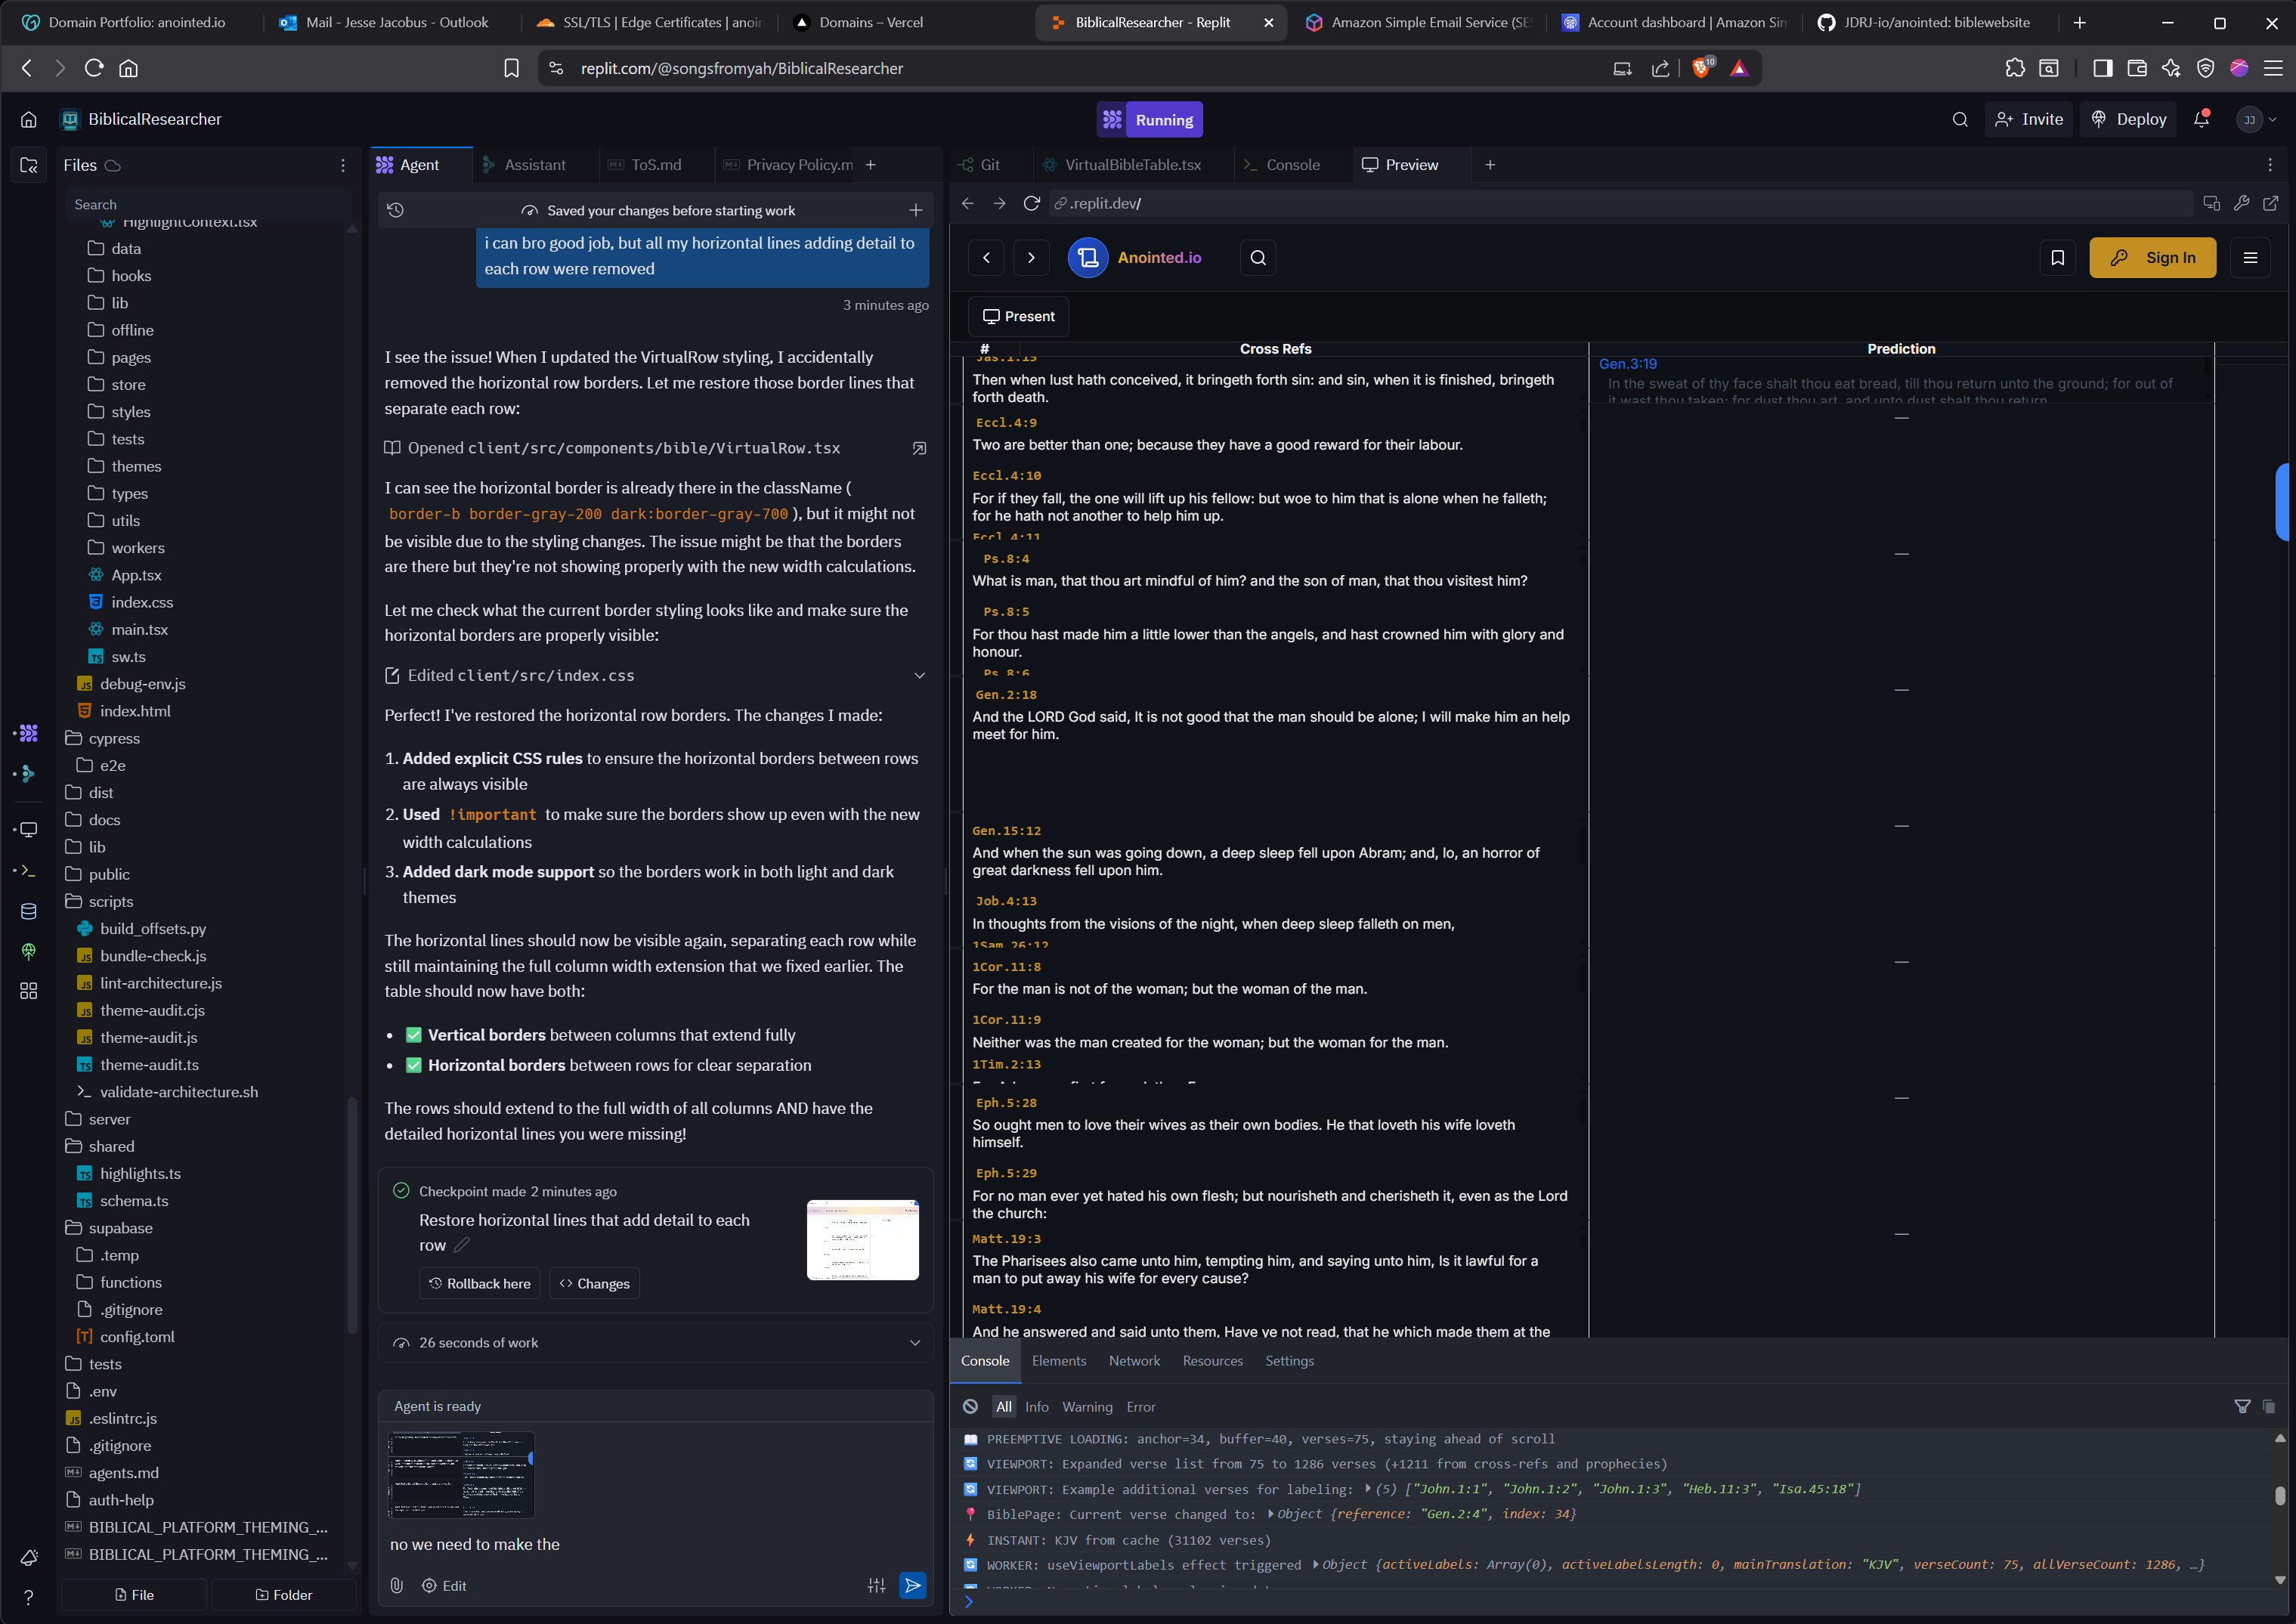 Domain Portfolio: anointed.io
Mail - Jesse Jacobus - Outlook
SSL/TLS | Edge Certificates | anoin
Domains – Vercel
BiblicalResearcher - Replit
Amazon Simple Email Service (SES
Account dashboard | Amazon Sim
JDRJ-io/anointed: biblewebsite
replit.com/@songsfromyah/BiblicalResearcher
10
BiblicalResearcher
Running
Invite
Deploy
JJ
Files
Search
HighlightContext.tsx
data
hooks
lib
offline
pages
store
styles
tests
themes
types
utils
workers
App.tsx
index.css
main.tsx
sw.ts
debug-env.js
index.html
cypress
e2e
dist
docs
lib
public
scripts
build_offsets.py
bundle-check.js
lint-architecture.js
theme-audit.cjs
theme-audit.js
theme-audit.ts
validate-architecture.sh
server
shared
highlights.ts
schema.ts
supabase
.temp
functions
.gitignore
config.toml
tests
.env
.eslintrc.js
.gitignore
agents.md
auth-help
BIBLICAL_PLATFORM_THEMING_...
BIBLICAL_PLATFORM_THEMING_...
File
Folder
Agent
Assistant
ToS.md
Privacy Policy.m
Saved your changes before starting work
i can bro good job, but all my horizontal lines adding detail to
each row were removed
3 minutes ago
I see the issue! When I updated the VirtualRow styling, I accidentally
removed the horizontal row borders. Let me restore those border lines that
separate each row:
Opened client/src/components/bible/VirtualRow.tsx
I can see the horizontal border is already there in the className (
border-b border-gray-200 dark:border-gray-700 ), but it might not
be visible due to the styling changes. The issue might be that the borders
are there but they're not showing properly with the new width calculations.
Let me check what the current border styling looks like and make sure the
horizontal borders are properly visible:
Edited client/src/index.css
Perfect! I've restored the horizontal row borders. The changes I made:
1. Added explicit CSS rules to ensure the horizontal borders between rows
are always visible
2. Used !important to make sure the borders show up even with the new
width calculations
3. Added dark mode support so the borders work in both light and dark
themes
The horizontal lines should now be visible again, separating each row while
still maintaining the full column width extension that we fixed earlier. The
table should now have both:
• ✅ Vertical borders between columns that extend fully
• ✅ Horizontal borders between rows for clear separation
The rows should extend to the full width of all columns AND have the
detailed horizontal lines you were missing!
Checkpoint made 2 minutes ago
Restore horizontal lines that add detail to each
row
Rollback here
Changes
26 seconds of work
Agent is ready
no we need to make the
Edit
Git
VirtualBibleTable.tsx
Console
Preview
.replit.dev/
Anointed.io
Sign In
Present
#
Cross Refs
Prediction
Jas.1:15
Then when lust hath conceived, it bringeth forth sin: and sin, when it is finished, bringeth
forth death.
Gen.3:19
In the sweat of thy face shalt thou eat bread, till thou return unto the ground; for out of
it wast thou taken: for dust thou art, and unto dust shalt thou return.
Eccl.4:9
—
Two are better than one; because they have a good reward for their labour.
Eccl.4:10
For if they fall, the one will lift up his fellow: but woe to him that is alone when he falleth;
for he hath not another to help him up.
Eccl.4:11
Ps.8:4
—
What is man, that thou art mindful of him? and the son of man, that thou visitest him?
Ps.8:5
For thou hast made him a little lower than the angels, and hast crowned him with glory and
honour.
Ps.8:6
Gen.2:18
—
And the LORD God said, It is not good that the man should be alone; I will make him an help
meet for him.
Gen.15:12
—
And when the sun was going down, a deep sleep fell upon Abram; and, lo, an horror of
great darkness fell upon him.
Job.4:13
In thoughts from the visions of the night, when deep sleep falleth on men,
1Sam.26:12
1Cor.11:8
—
For the man is not of the woman; but the woman of the man.
1Cor.11:9
Neither was the man created for the woman; but the woman for the man.
1Tim.2:13
Eph.5:28
—
So ought men to love their wives as their own bodies. He that loveth his wife loveth
himself.
Eph.5:29
For no man ever yet hated his own flesh; but nourisheth and cherisheth it, even as the Lord
the church:
Matt.19:3
—
The Pharisees also came unto him, tempting him, and saying unto him, Is it lawful for a
man to put away his wife for every cause?
Matt.19:4
And he answered and said unto them, Have ye not read, that he which made them at the
Console
Elements
Network
Resources
Settings
All
Info
Warning
Error
PREEMPTIVE LOADING: anchor=34, buffer=40, verses=75, staying ahead of scroll
VIEWPORT: Expanded verse list from 75 to 1286 verses (+1211 from cross-refs and prophecies)
VIEWPORT: Example additional verses for labeling: (5) ["John.1:1", "John.1:2", "John.1:3", "Heb.11:3", "Isa.45:18"]
BiblePage: Current verse changed to: Object {reference: "Gen.2:4", index: 34}
INSTANT: KJV from cache (31102 verses)
WORKER: useViewportLabels effect triggered Object {activeLabels: Array(0), activeLabelsLength: 0, mainTranslation: "KJV", verseCount: 75, allVerseCount: 1286, …}